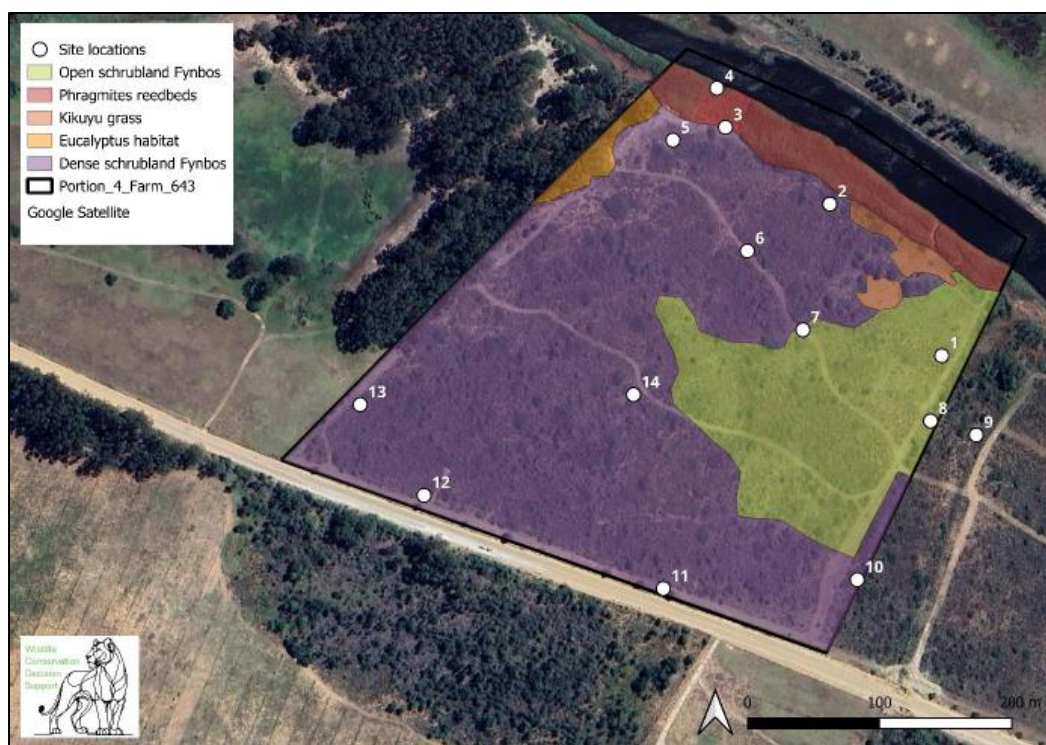 Site locations
Open schrubland Fynbos
Phragmites reedbeds
Kikuyu grass
Eucalyptus habitat
Dense schrubland Fynbos
Portion_4_Farm_643
Google Satellite
4
3
5
2
6
7
1
14
13
8
9
12
10
11
Wildlife
Conservation
Decision
Support
0 100 200 m